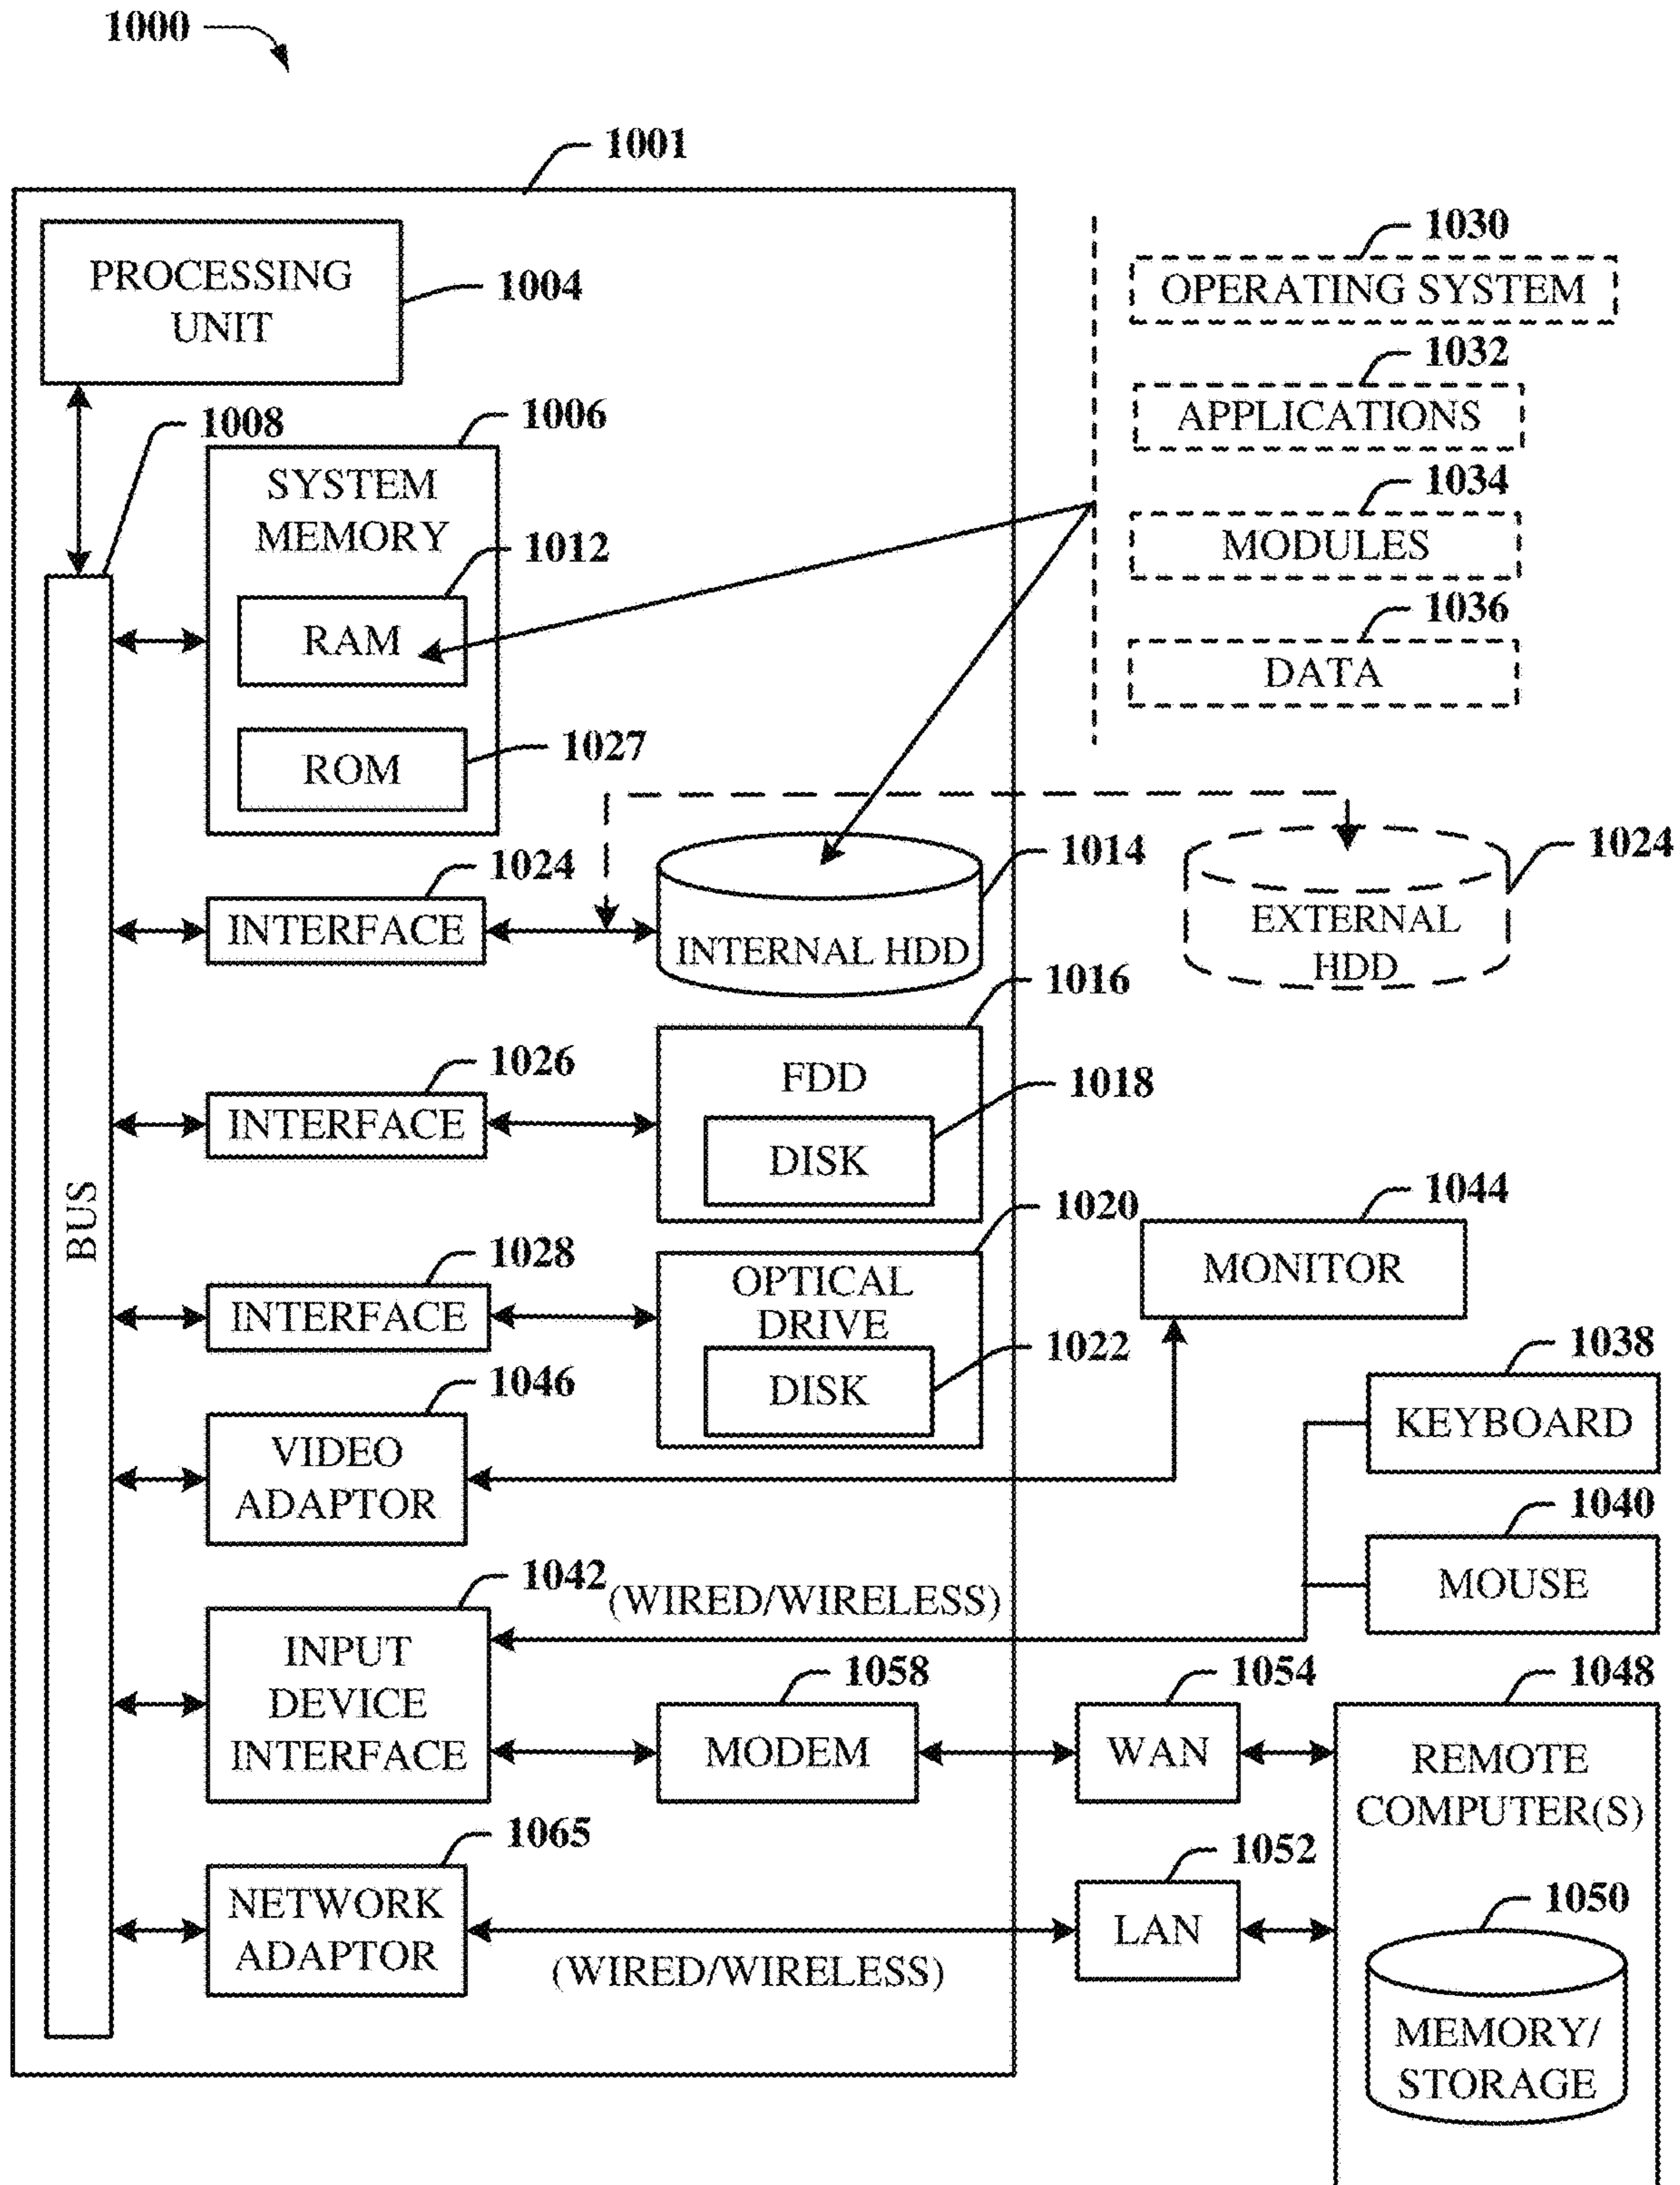 1000
1001
PROCESSING
UNIT
1004
1030
OPERATING SYSTEM
1032
APPLICATIONS
1034
MODULES
1036
DATA
1008
1006
SYSTEM
MEMORY
1012
RAM
1027
ROM
1024
INTERFACE
1014
INTERNAL HDD
1024
EXTERNAL
HDD
1016
FDD
1026
INTERFACE
1018
DISK
BUS
1020
OPTICAL
DRIVE
1028
INTERFACE
1022
DISK
1044
MONITOR
1046
VIDEO
ADAPTOR
1038
KEYBOARD
1040
MOUSE
1042
(WIRED/WIRELESS)
INPUT
DEVICE
INTERFACE
1058
MODEM
1054
WAN
1048
REMOTE
COMPUTER(S)
1065
NETWORK
ADAPTOR
(WIRED/WIRELESS)
1052
LAN
1050
MEMORY/
STORAGE